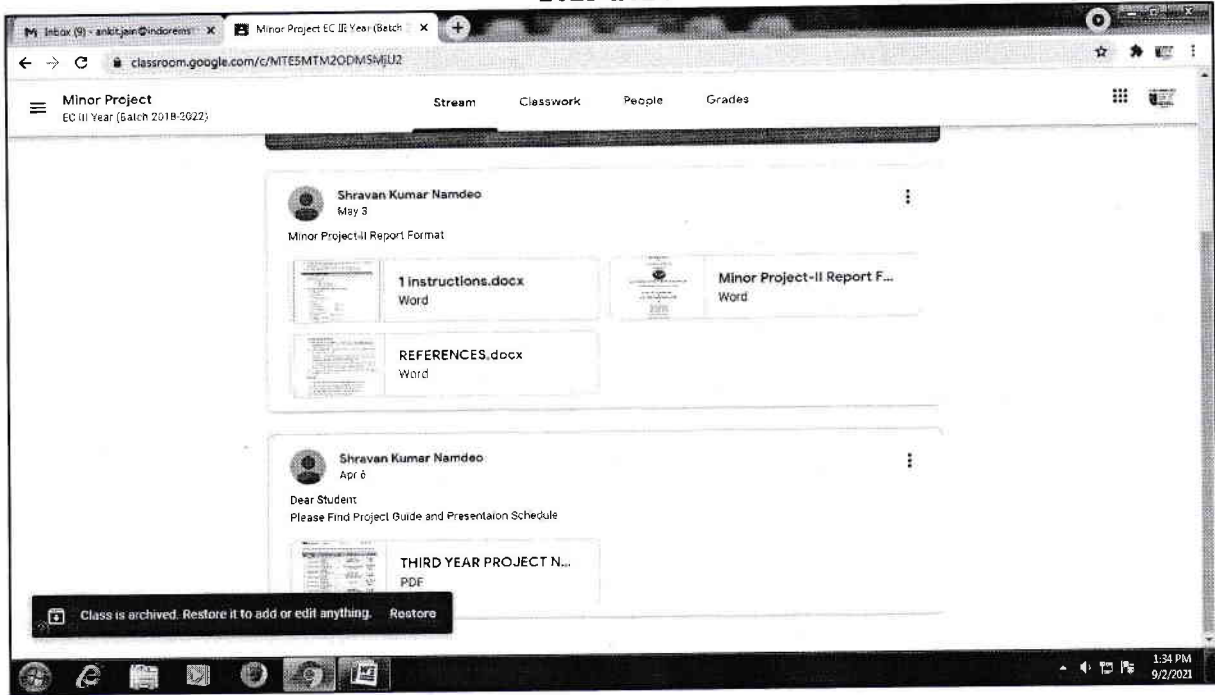 Inbox (9) - ankit.jain@indorems
Minor Project EC III Year (Batch
classroom.google.com/c/MTE5MTM2ODM5MjU2
Minor Project
EC III Year (Batch 2018-2022)
Stream Classwork People Grades
Shravan Kumar Namdeo
May 3
Minor Project-II Report Format
1 instructions.docx
Word
Minor Project-II Report F...
Word
REFERENCES.docx
Word
Shravan Kumar Namdeo
Apr 6
Dear Student
Please Find Project Guide and Presentaion Schedule
THIRD YEAR PROJECT N...
PDF
Class is archived. Restore it to add or edit anything. Restore
1:34 PM
9/2/2021